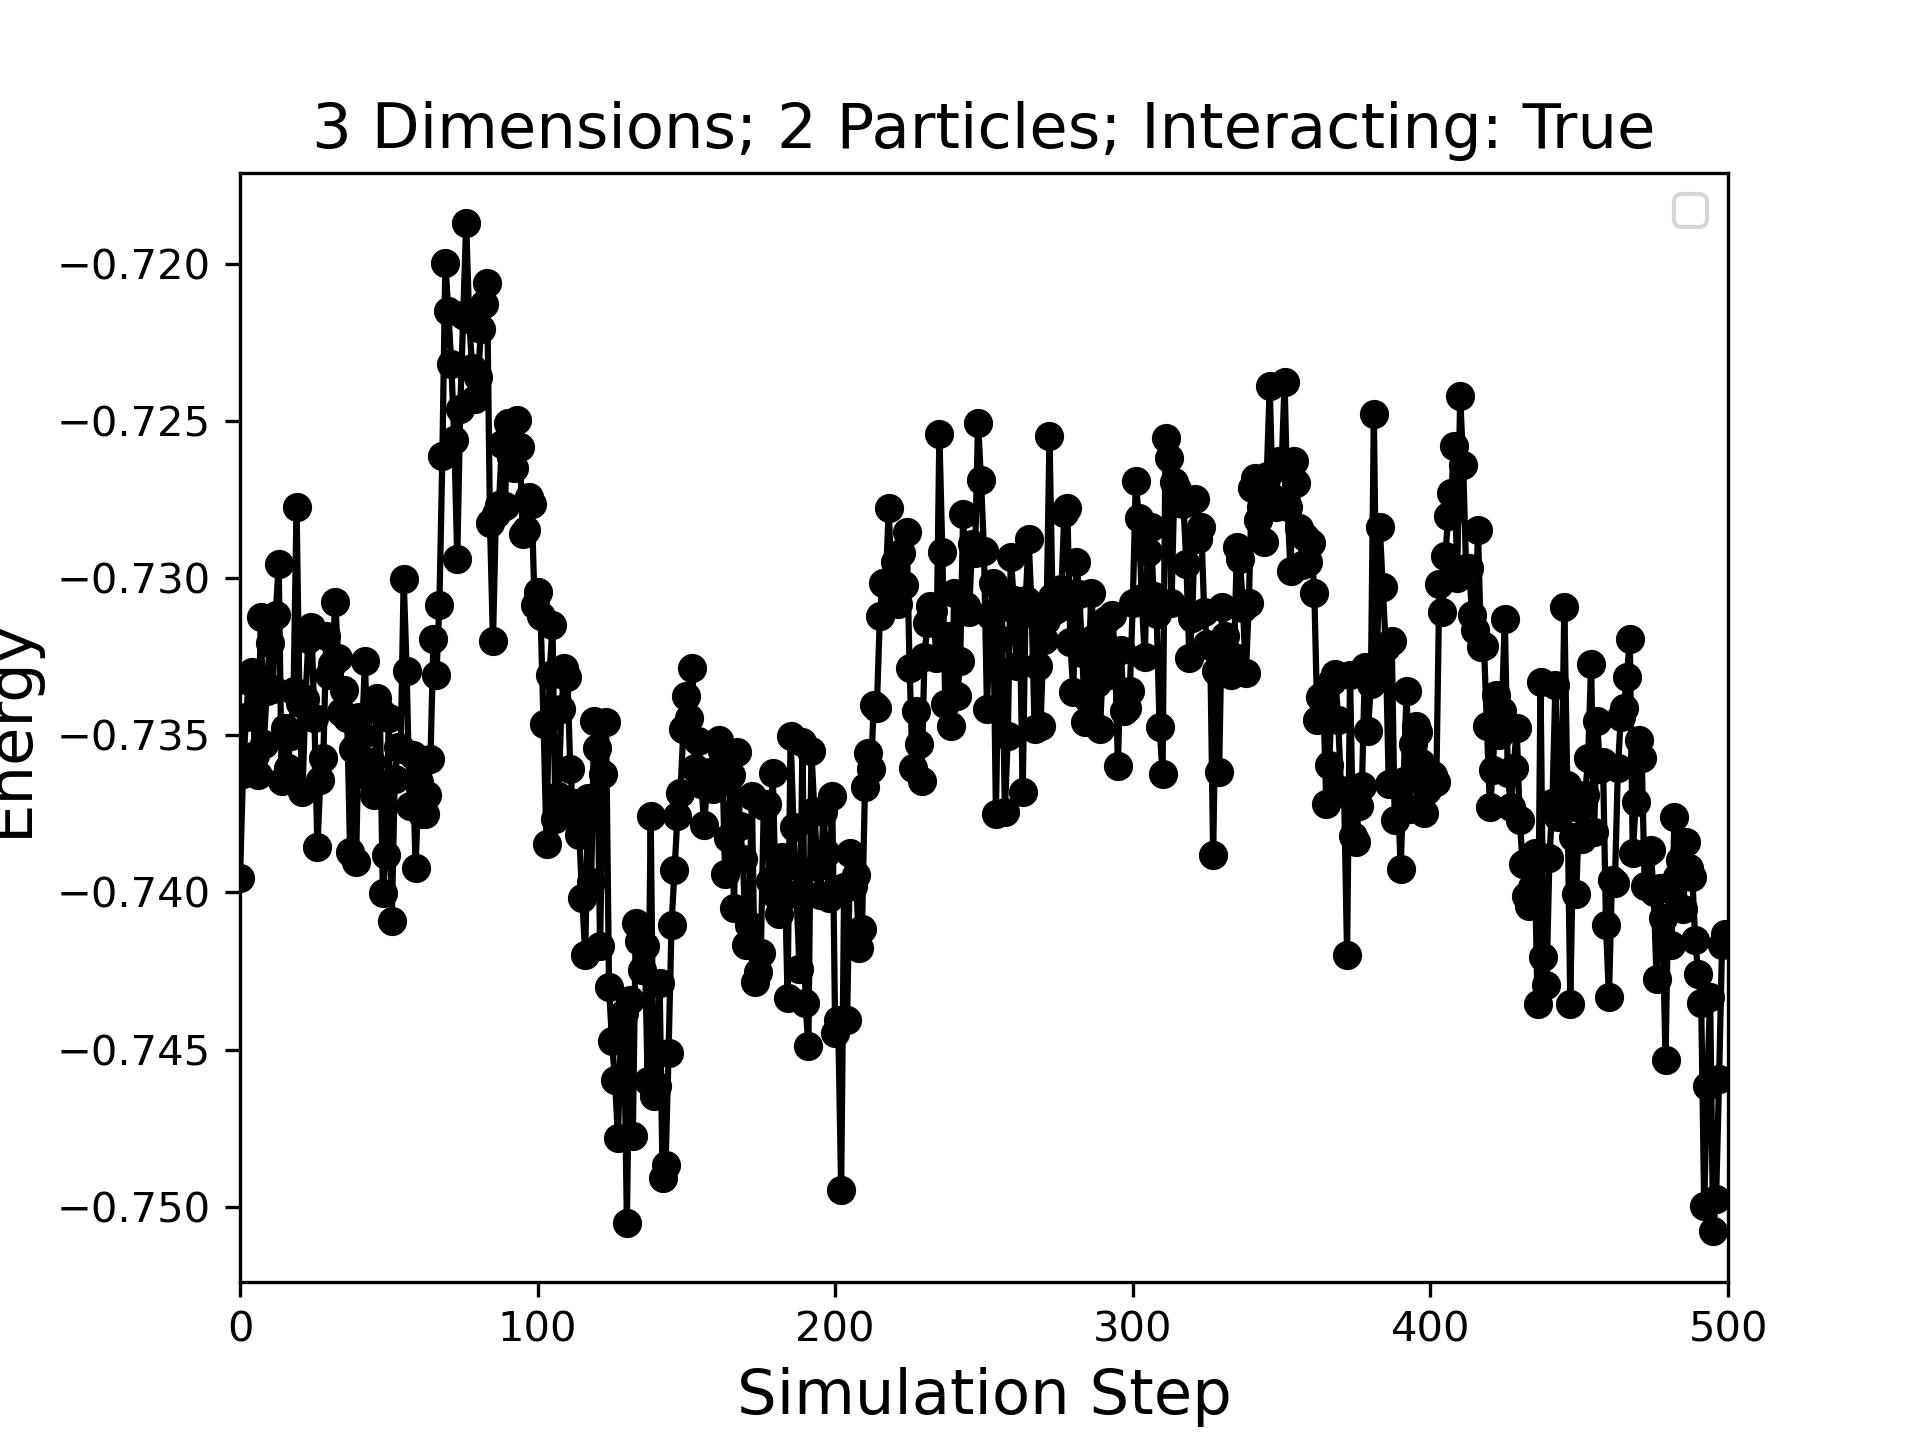 3 Dimensions; 2 Particles; Interacting: True
Energy
−0.720
−0.725
−0.730
−0.735
−0.740
−0.745
−0.750
0 100 200 300 400 500
Simulation Step